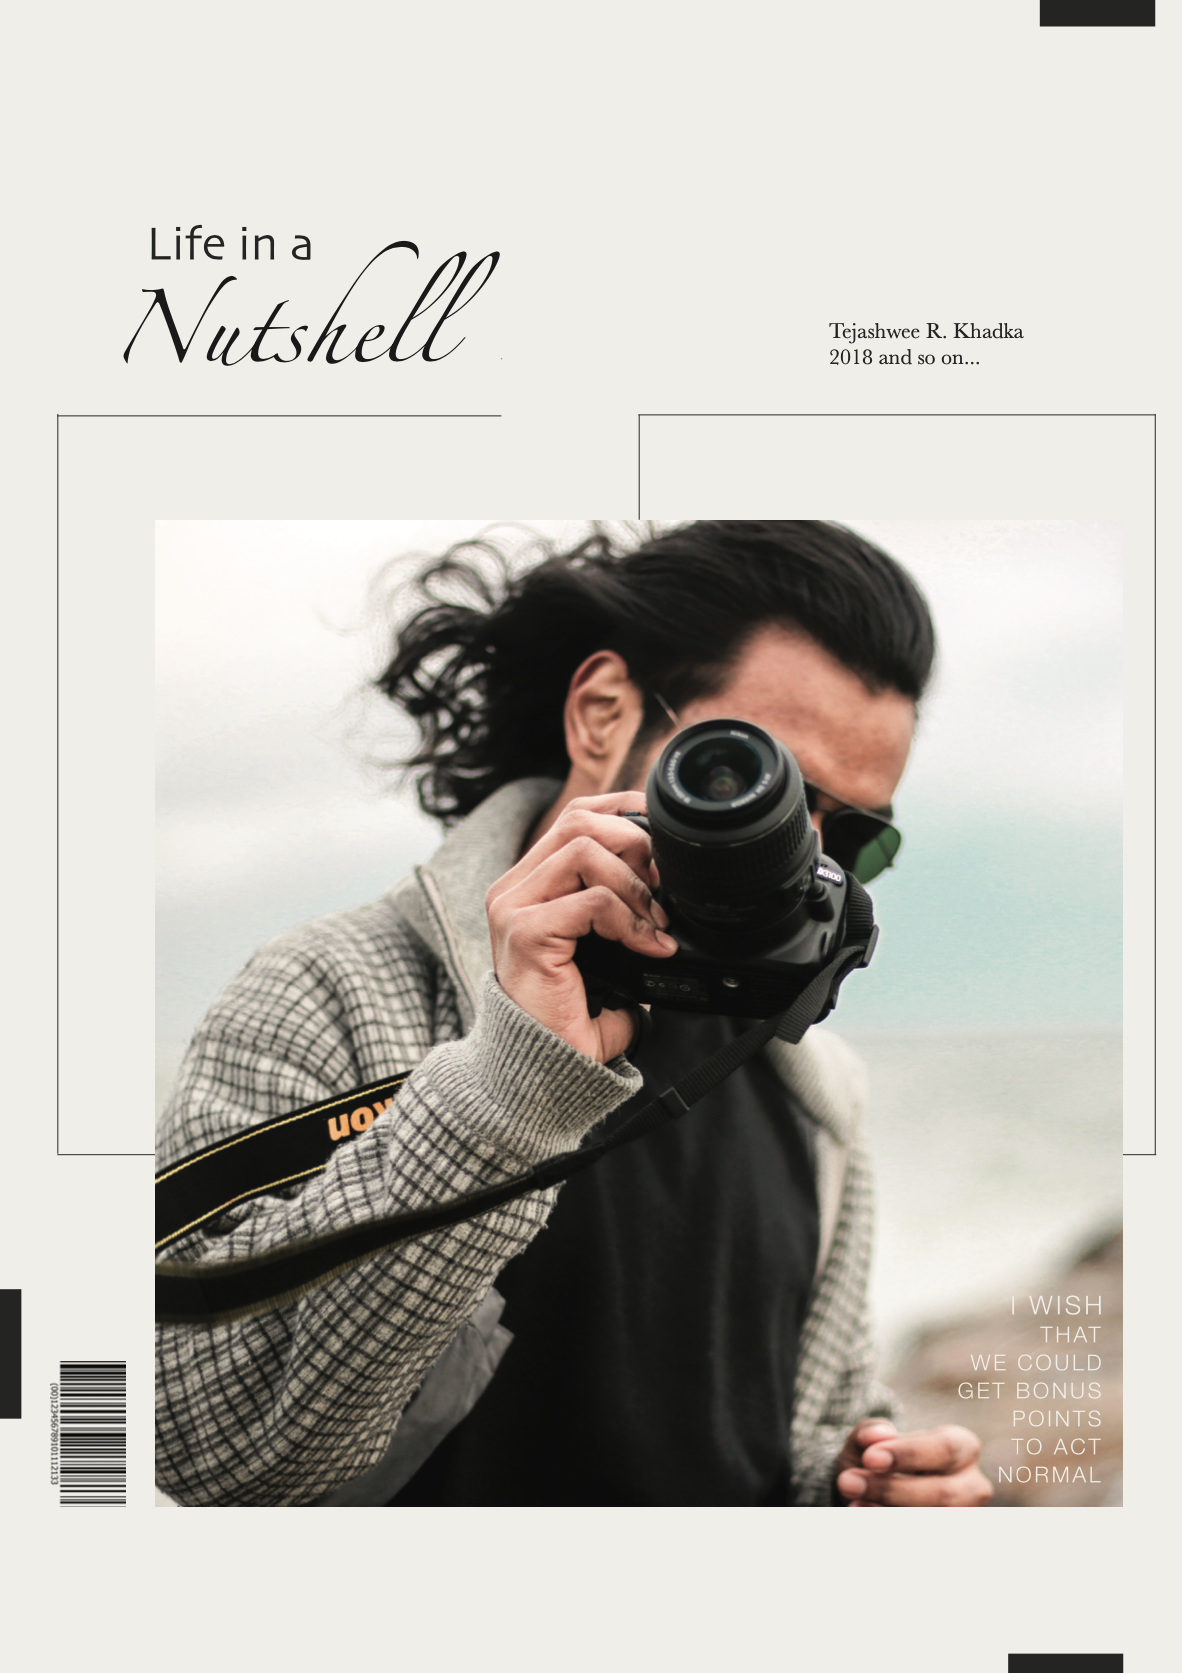 Life in a
Nutshell
Tejashwee R. Khadka
2018 and so on...
I WISH
THAT
WE COULD
GET BONUS
POINTS
TO ACT
NORMAL